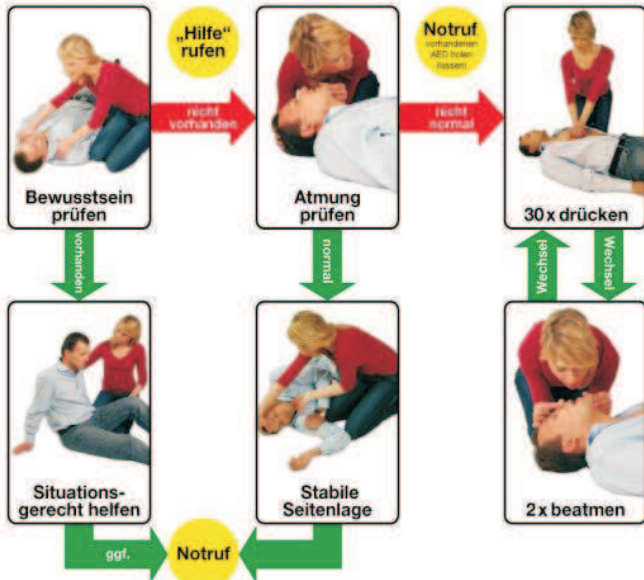 „Hilfe“
rufen
Notruf
vorhandenen
AED holen
lassen)
nicht
vorhanden
nicht
normal
Bewusstsein
prüfen
Atmung
prüfen
30 x drücken
vorhanden
normal
Wechsel
Wechsel
Situations-
gerecht helfen
Stabile
Seitenlage
2 x beatmen
ggf.
Notruf